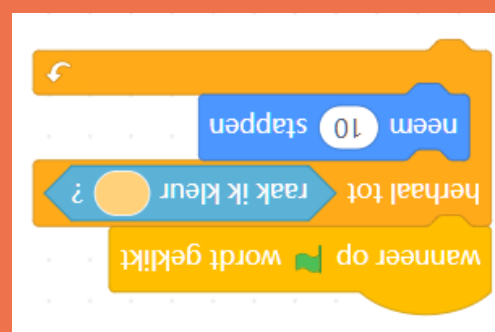 wanneer op wordt geklikt
herhaal tot raak ik kleur ?
neem 10 stappen